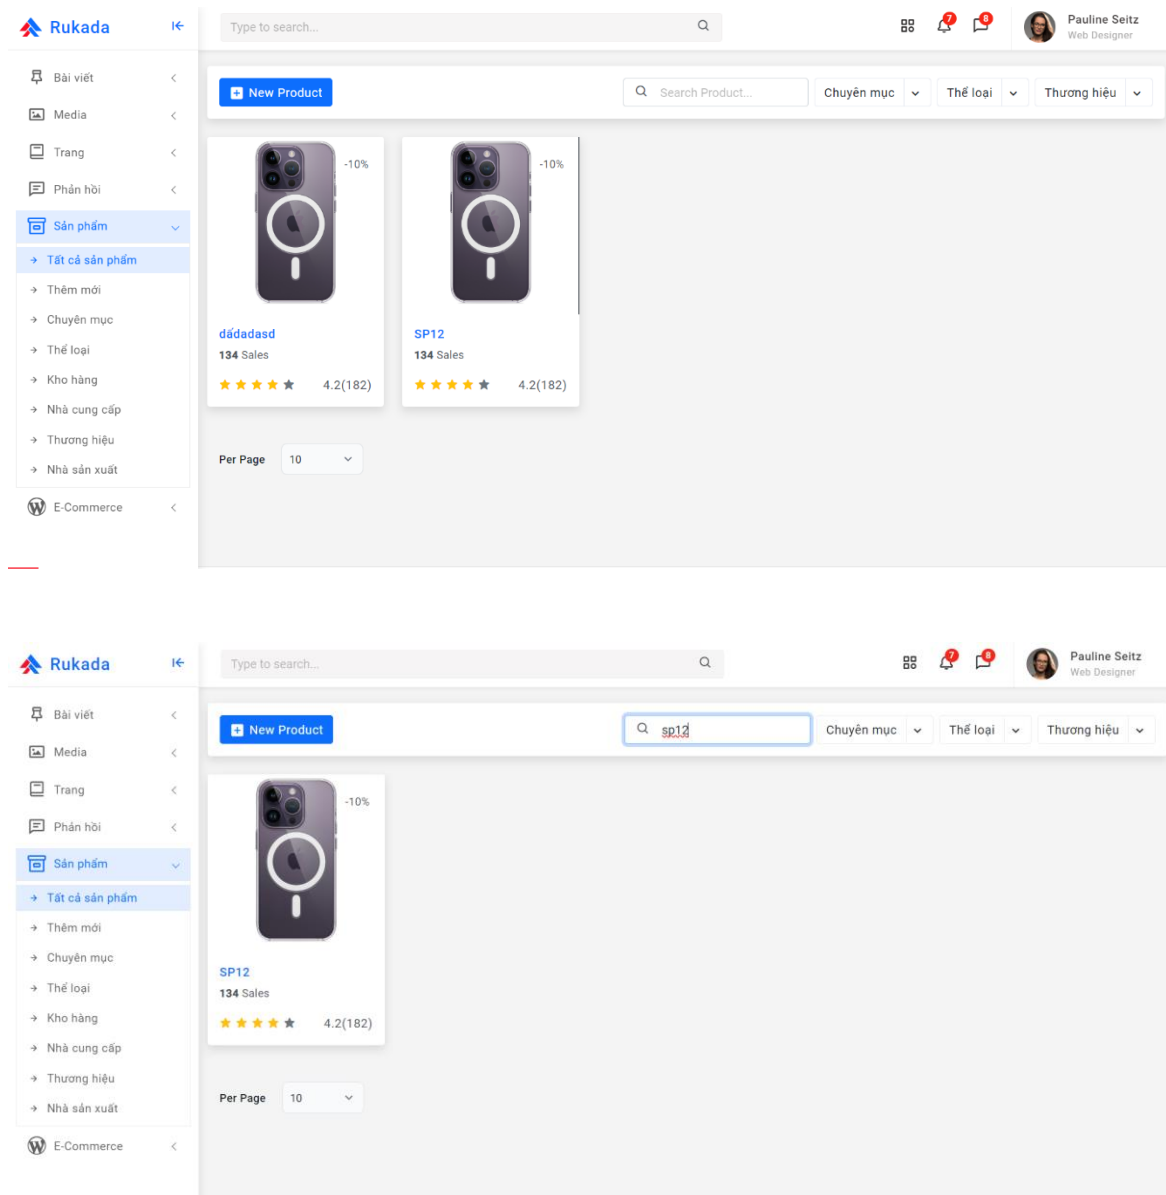 Rukada
Type to search...
7
8
Pauline Seitz
Web Designer
Bài viết
Media
Trang
Phản hồi
Sản phẩm
Tất cả sản phẩm
Thêm mới
Chuyên mục
Thể loại
Kho hàng
Nhà cung cấp
Thương hiệu
Nhà sản xuất
E-Commerce
New Product
Search Product...
Chuyên mục
Thể loại
Thương hiệu
-10%
dấdadasd
134 Sales
4.2(182)
-10%
SP12
134 Sales
4.2(182)
Per Page
10
Rukada
Type to search...
7
8
Pauline Seitz
Web Designer
Bài viết
Media
Trang
Phản hồi
Sản phẩm
Tất cả sản phẩm
Thêm mới
Chuyên mục
Thể loại
Kho hàng
Nhà cung cấp
Thương hiệu
Nhà sản xuất
E-Commerce
New Product
sp12
Chuyên mục
Thể loại
Thương hiệu
-10%
SP12
134 Sales
4.2(182)
Per Page
10